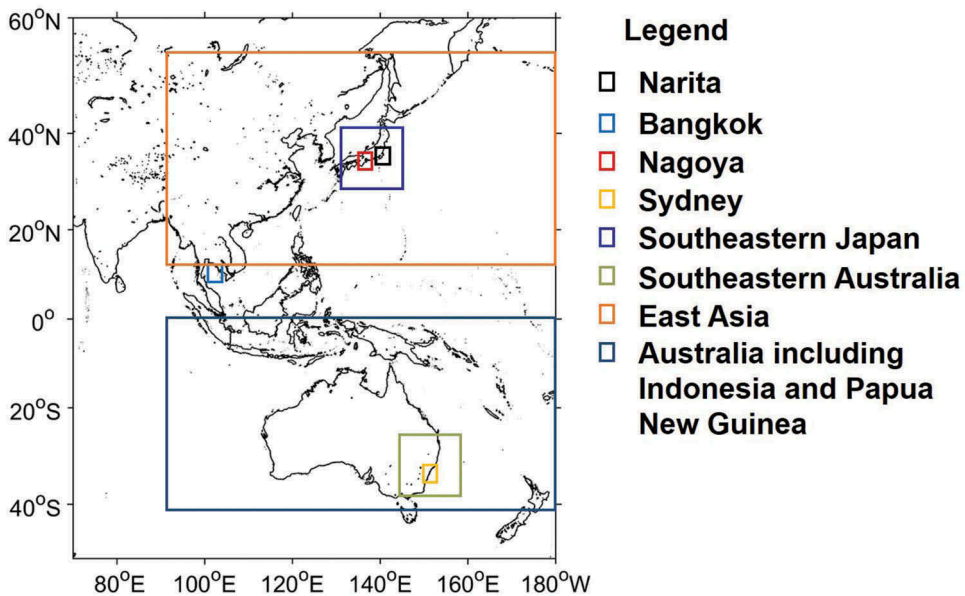 60°N
40°N
20°N
0°
20°S
40°S
80°E 100°E 120°E 140°E 160°E 180°W
Legend
Narita
Bangkok
Nagoya
Sydney
Southeastern Japan
Southeastern Australia
East Asia
Australia including
Indonesia and Papua
New Guinea